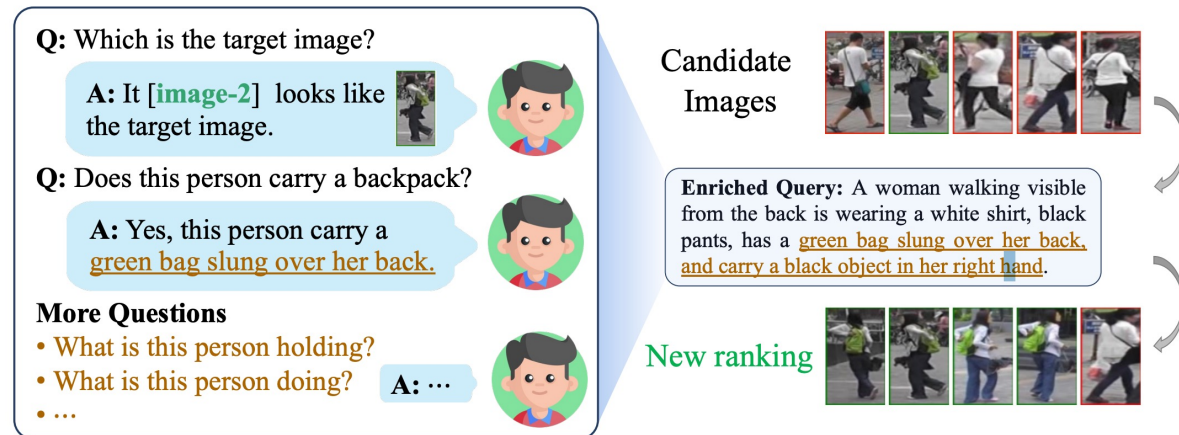 Q: Which is the target image?
A: It [image-2] looks like
the target image.
Q: Does this person carry a backpack?
A: Yes, this person carry a
green bag slung over her back.
More Questions
• What is this person holding?
• What is this person doing?
• ...
A: ...
Candidate
Images
Enriched Query: A woman walking visible
from the back is wearing a white shirt, black
pants, has a green bag slung over her back,
and carry a black object in her right hand.
New ranking